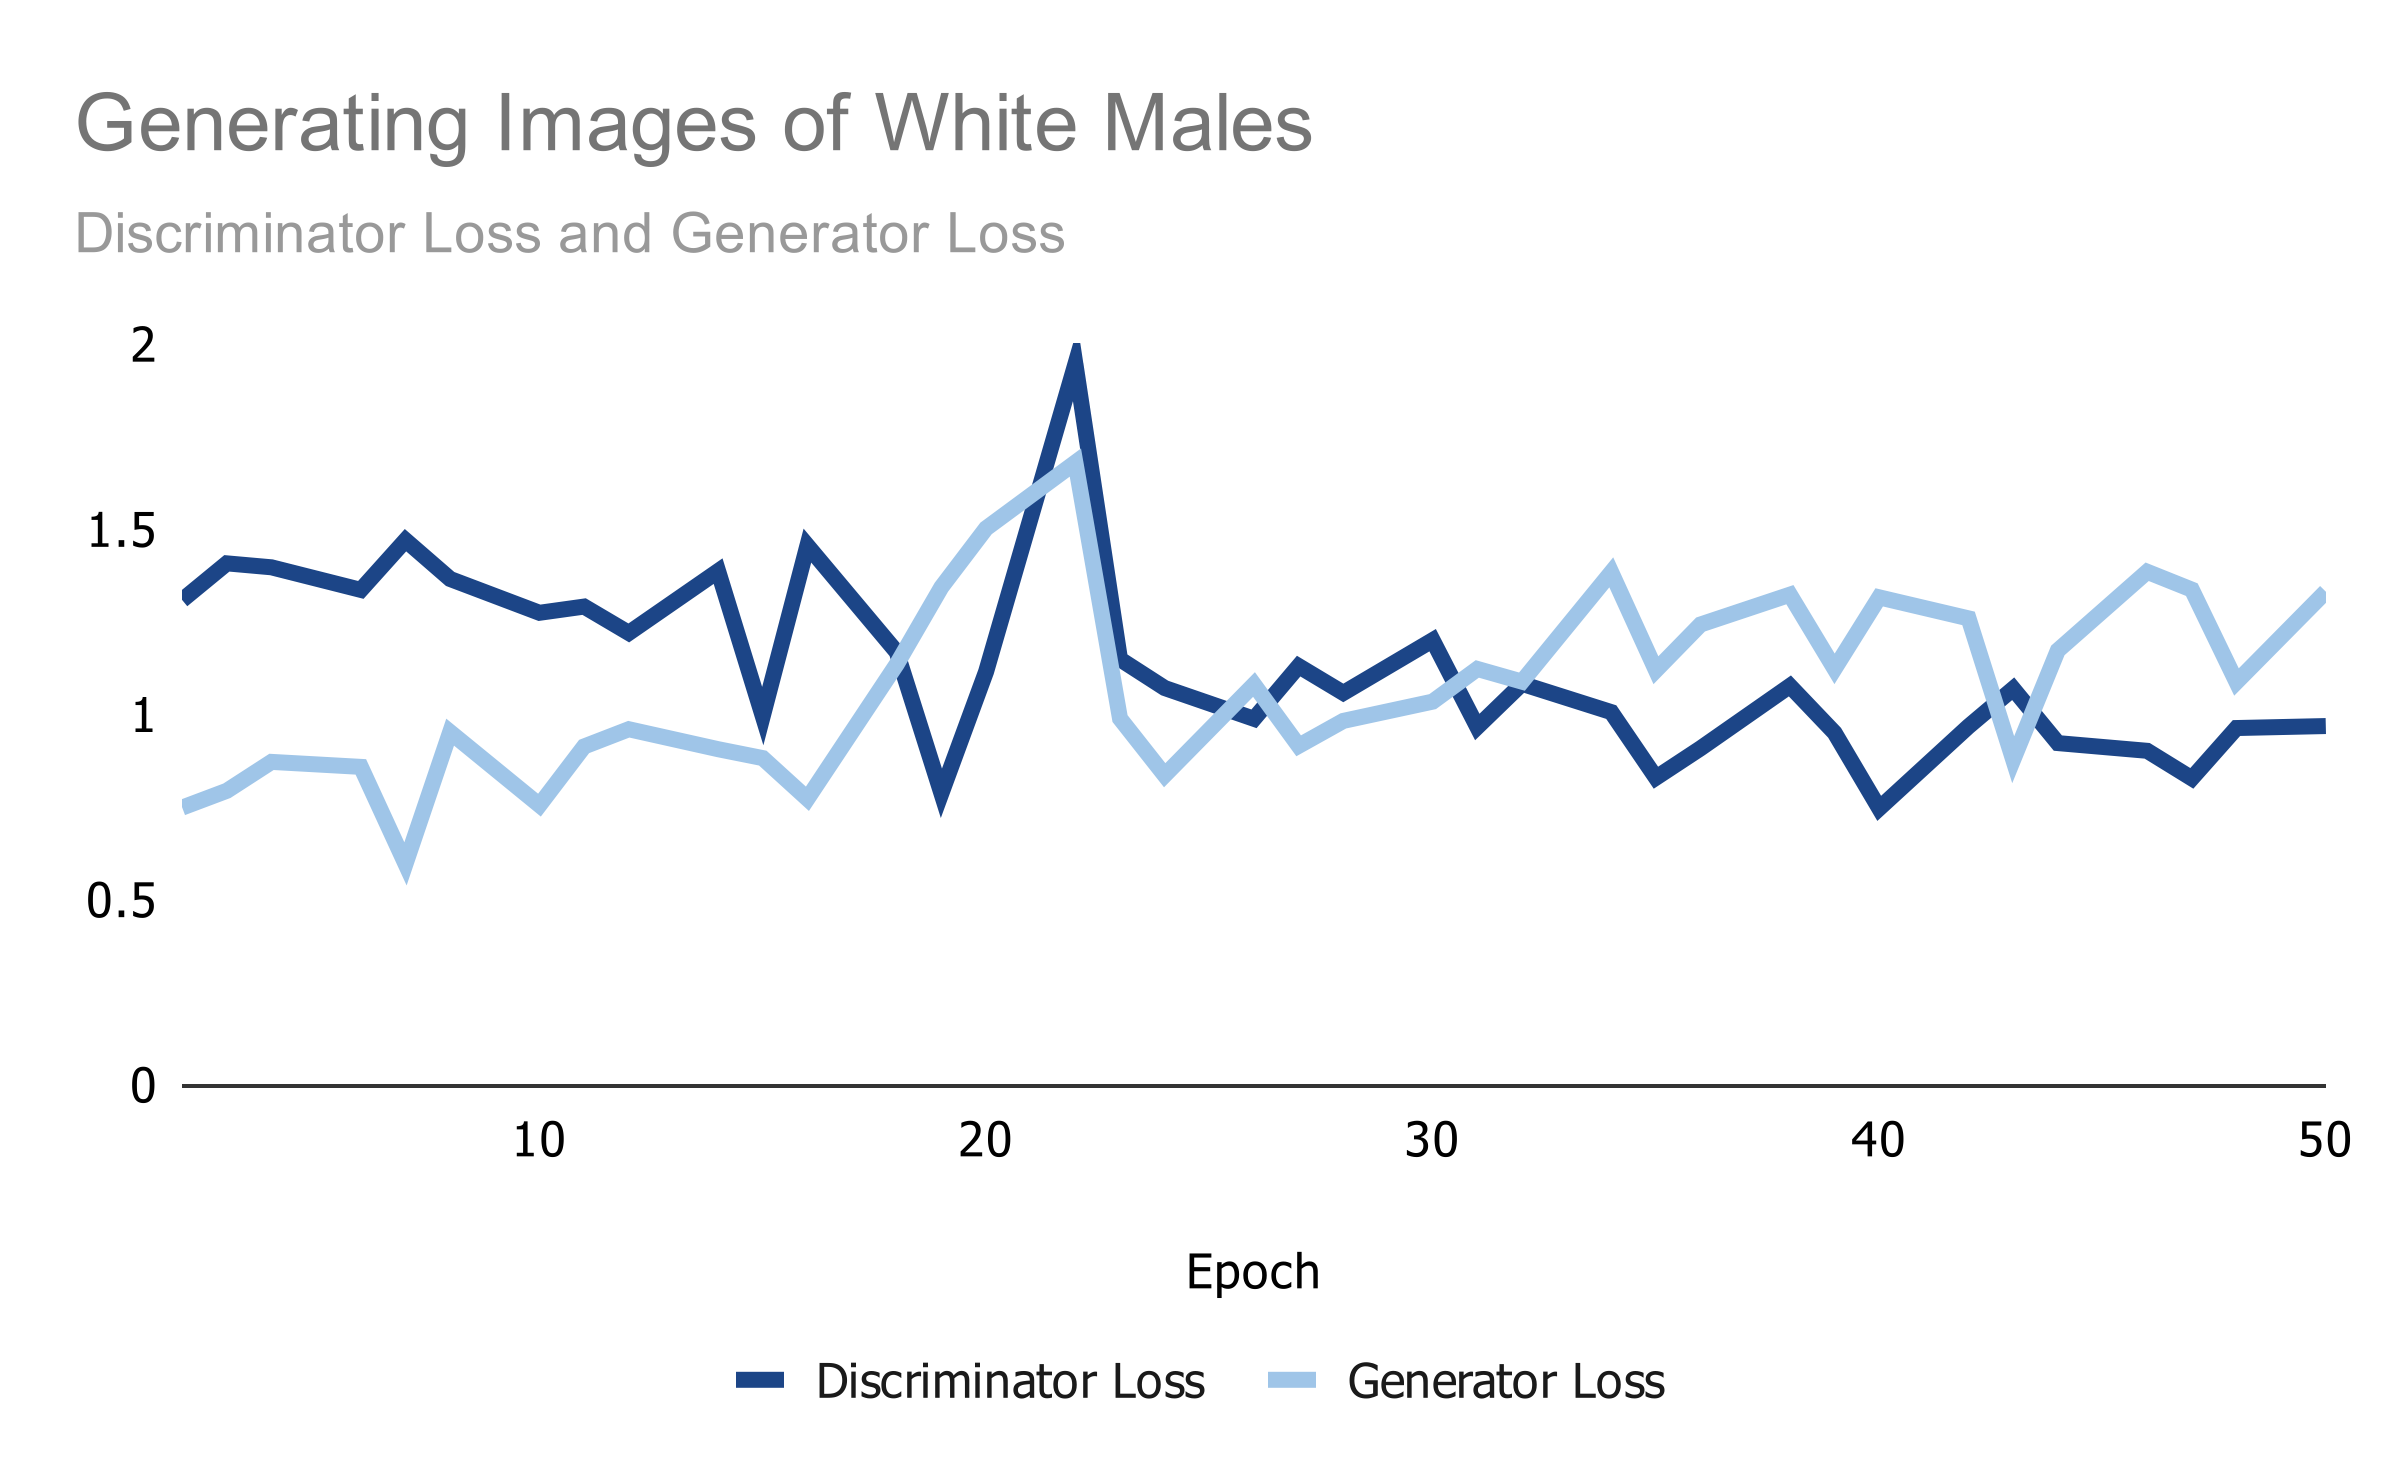 Generating Images of White Males
Discriminator Loss and Generator Loss
2
1.5
1
0.5
0
10 20 30 40 50
Epoch
Discriminator Loss Generator Loss